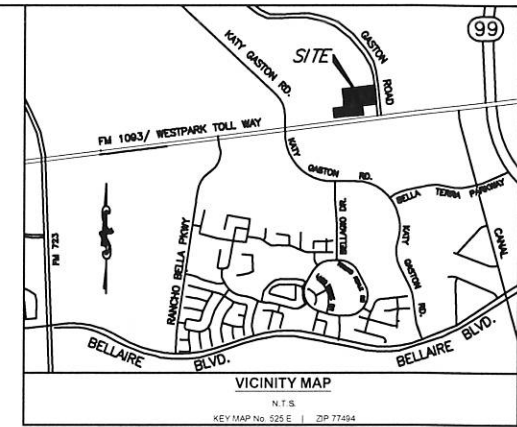 99
KATY GASTON RD.
SITE
GASTON
ROAD
FM 1093/ WESTPARK TOLL WAY
KATY
GASTON
RD.
BELLA TERRA PARKWAY
FM 723
RANCHO BELLA PKWY
BELLAGIO DR.
KATY
GASTON
RD.
CANAL
BELLAIRE
BLVD.
BELLAIRE
BLVD.
VICINITY MAP
N.T.S.
KEY MAP No. 525 E | ZIP 77494